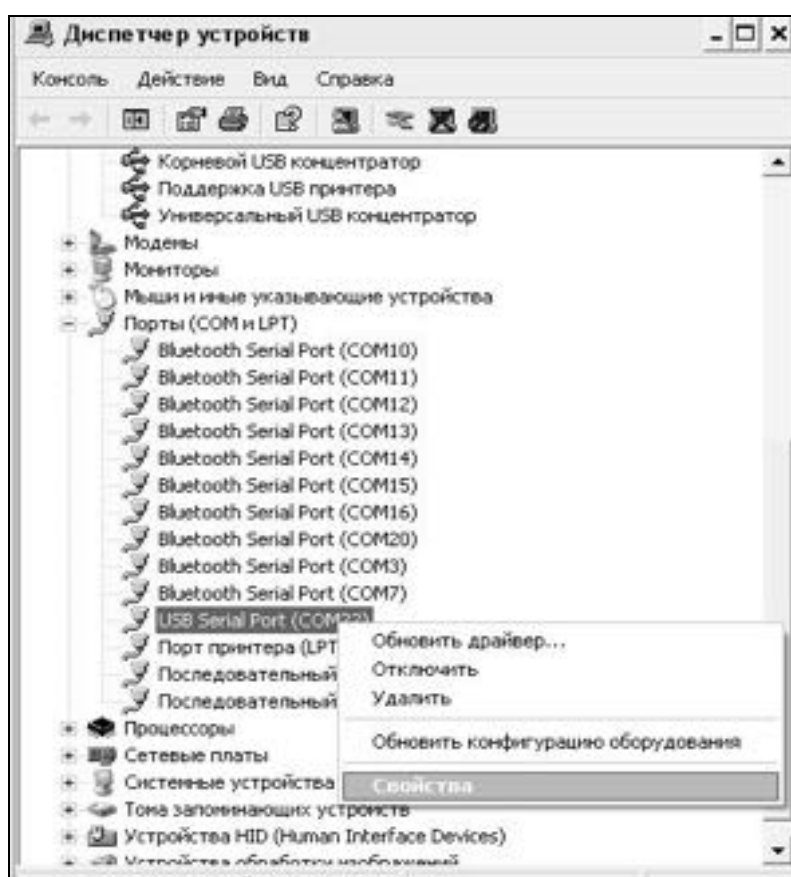 Диспетчер устройств
Консоль Действие Вид Справка
Корневой USB концентратор
Поддержка USB принтера
Универсальный USB концентратор
Модемы
Мониторы
Мыши и иные указывающие устройства
Порты (COM и LPT)
Bluetooth Serial Port (COM10)
Bluetooth Serial Port (COM11)
Bluetooth Serial Port (COM12)
Bluetooth Serial Port (COM13)
Bluetooth Serial Port (COM14)
Bluetooth Serial Port (COM15)
Bluetooth Serial Port (COM16)
Bluetooth Serial Port (COM20)
Bluetooth Serial Port (COM3)
Bluetooth Serial Port (COM7)
USB Serial Port
Порт принтера (LPT
Последовательный
Последовательный
Процессоры
Сетевые платы
Системные устройства
Тома запоминающих устройств
Устройства HID (Human Interface Devices)
Устройства обработки изображений
Обновить драйвер...
Отключить
Удалить
Обновить конфигурацию оборудования
Свойства